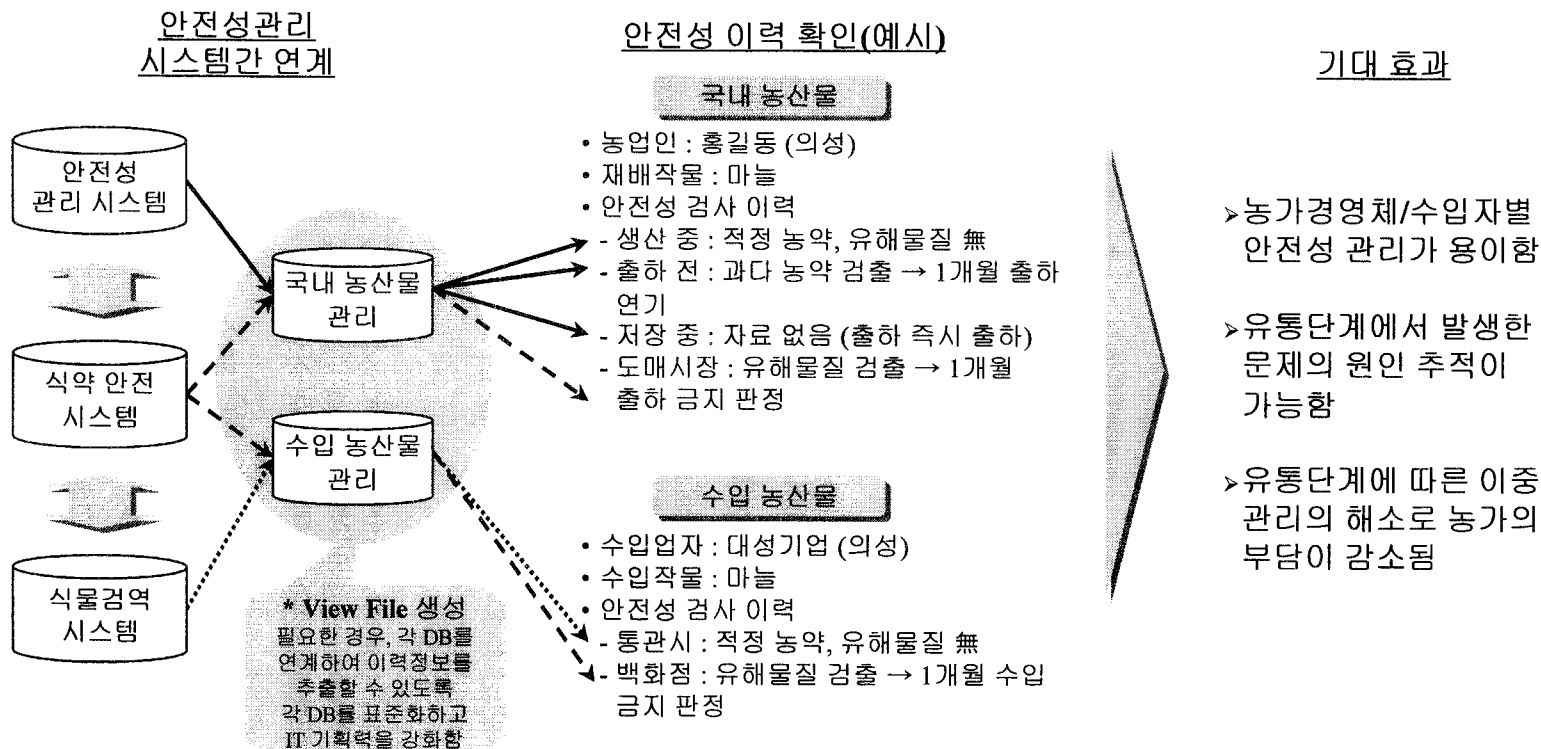 안전성관리
시스템간 연계
안전성
관리 시스템
식약 안전
시스템
식물검역
시스템
국내 농산물
관리
수입 농산물
관리
* View File 생성
필요한 경우, 각 DB를
연계하여 이력정보를
추출할 수 있도록
각 DB를 표준화하고
IT 기획력을 강화함
안전성 이력 확인(예시)
국내 농산물
• 농업인 : 홍길동 (의성)
• 재배작물 : 마늘
• 안전성 검사 이력
- 생산 중 : 적정 농약, 유해물질 無
- 출하 전 : 과다 농약 검출 → 1개월 출하
연기
- 저장 중 : 자료 없음 (출하 즉시 출하)
- 도매시장 : 유해물질 검출 → 1개월
출하 금지 판정
수입 농산물
• 수입업자 : 대성기업 (의성)
• 수입작물 : 마늘
• 안전성 검사 이력
- 통관시 : 적정 농약, 유해물질 無
- 백화점 : 유해물질 검출 → 1개월 수입
금지 판정
기대 효과
➢농가경영체/수입자별
안전성 관리가 용이함
➢유통단계에서 발생한
문제의 원인 추적이
가능함
➢유통단계에 따른 이중
관리의 해소로 농가의
부담이 감소됨